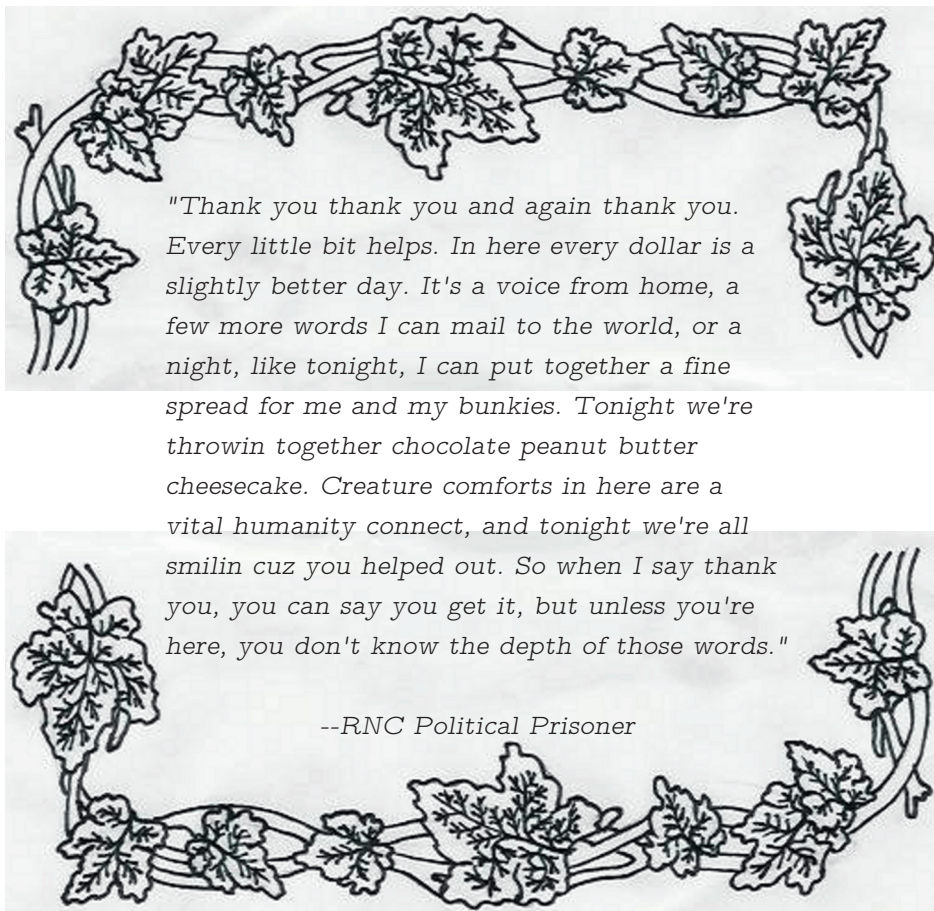 "Thank you thank you and again thank you.
Every little bit helps. In here every dollar is a
slightly better day. It's a voice from home, a
few more words I can mail to the world, or a
night, like tonight, I can put together a fine
spread for me and my bunkies. Tonight we're
throwin together chocolate peanut butter
cheesecake. Creature comforts in here are a
vital humanity connect, and tonight we're all
smilin cuz you helped out. So when I say thank
you, you can say you get it, but unless you're
here, you don't know the depth of those words."
--RNC Political Prisoner